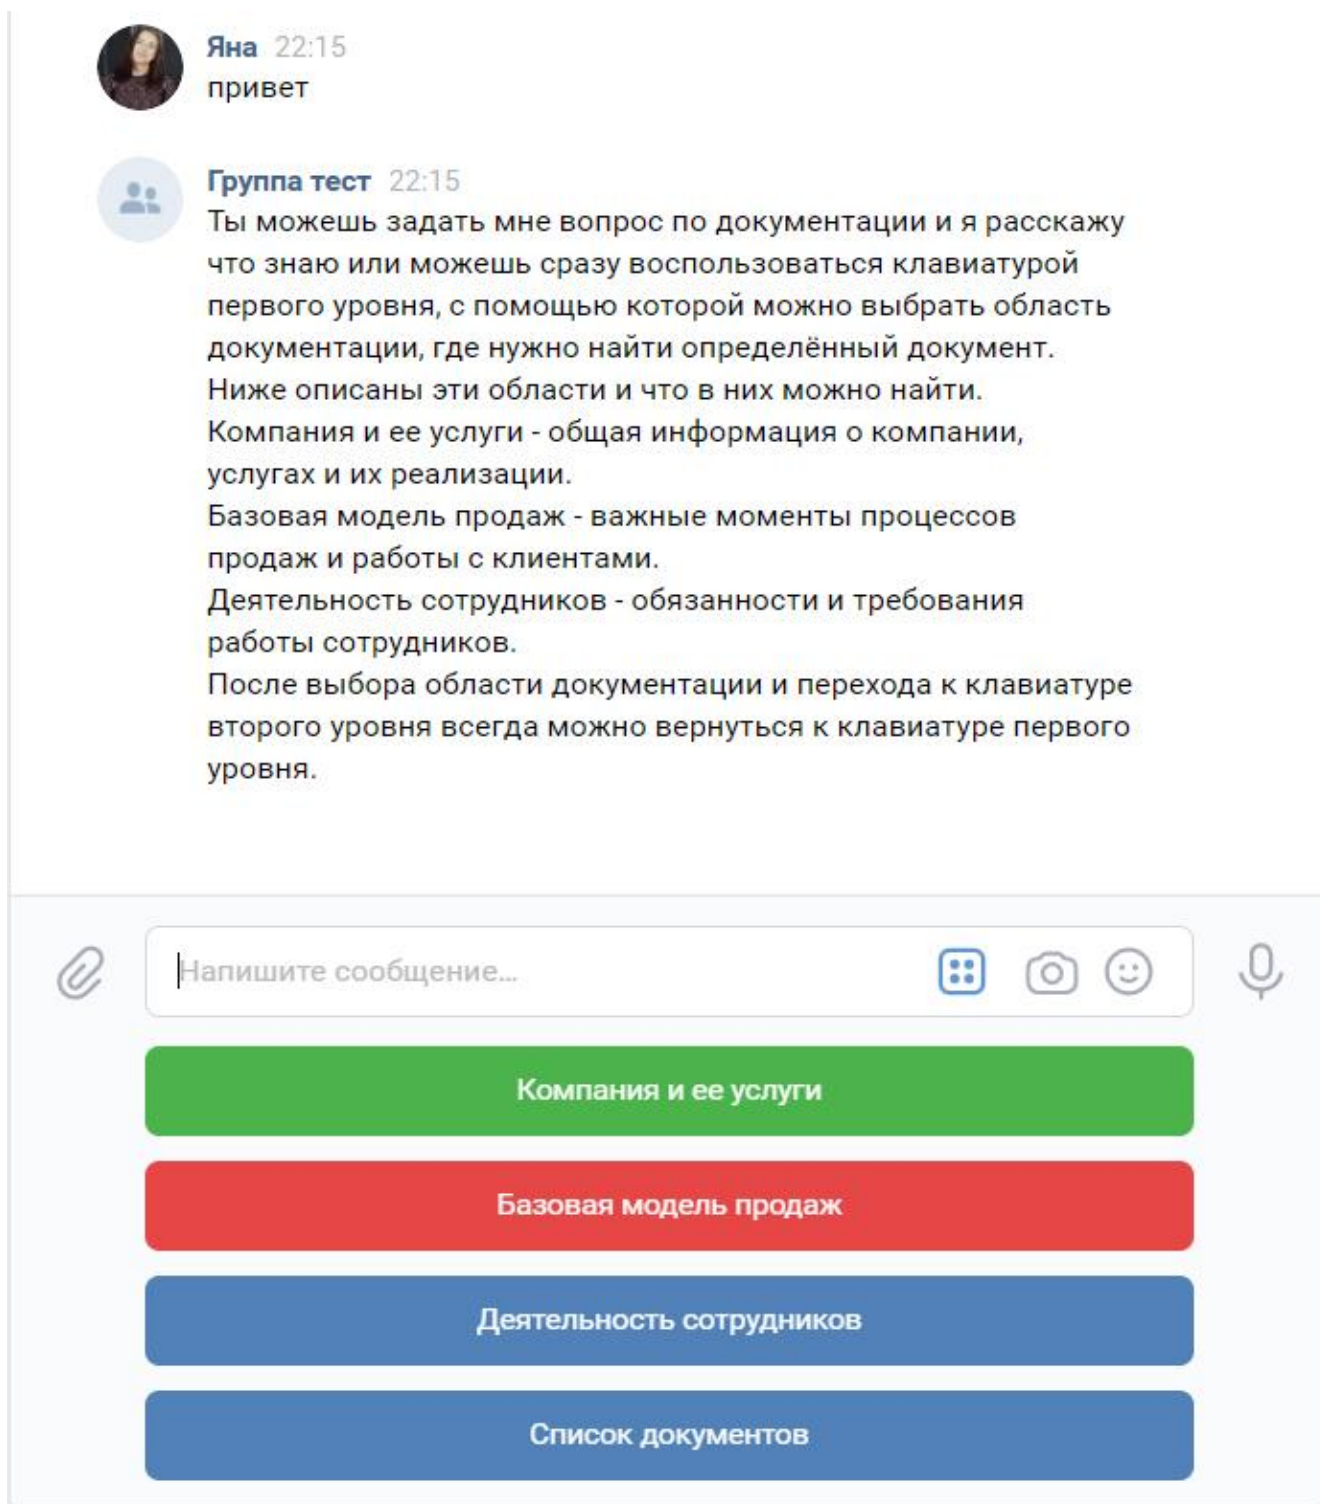 Яна 22:15
привет
Группа тест 22:15
Ты можешь задать мне вопрос по документации и я расскажу
что знаю или можешь сразу воспользоваться клавиатурой
первого уровня, с помощью которой можно выбрать область
документации, где нужно найти определённый документ.
Ниже описаны эти области и что в них можно найти.
Компания и ее услуги - общая информация о компании,
услугах и их реализации.
Базовая модель продаж - важные моменты процессов
продаж и работы с клиентами.
Деятельность сотрудников - обязанности и требования
работы сотрудников.
После выбора области документации и перехода к клавиатуре
второго уровня всегда можно вернуться к клавиатуре первого
уровня.
Напишите сообщение...
Компания и ее услуги
Базовая модель продаж
Деятельность сотрудников
Список документов